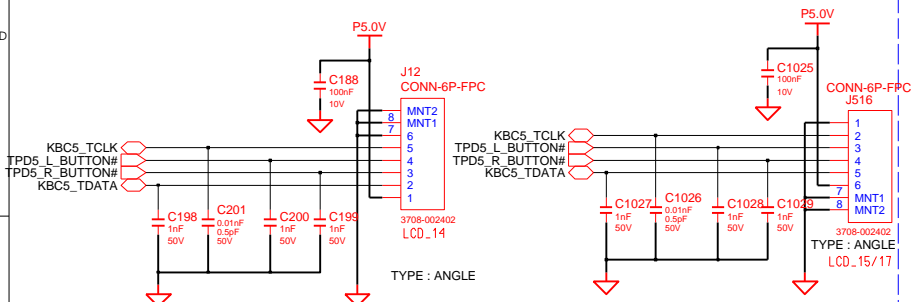 D
P5.0V
C188
100nF
10V
J12
CONN-6P-FPC
MNT2
8 MNT1
7
6
5
4
3
2
1
KBC5_TCLK
TPD5_L_BUTTON#
TPD5_R_BUTTON#
KBC5_TDATA
C198
1nF
50V
C201
0.01nF
0.5pF
50V
C200
1nF
50V
C199
1nF
50V
3708-002402
LCD_14
TYPE : ANGLE
P5.0V
C1025
100nF
10V
CONN-6P-FPC
J516
1
2
3
4
5
6
7 MNT1
8 MNT2
KBC5_TCLK
TPD5_L_BUTTON#
TPD5_R_BUTTON#
KBC5_TDATA
C1027
1nF
50V
C1026
0.01nF
0.5pF
50V
C1028
1nF
50V
C1029
1nF
50V
3708-002402
TYPE : ANGLE
LCD_15/17